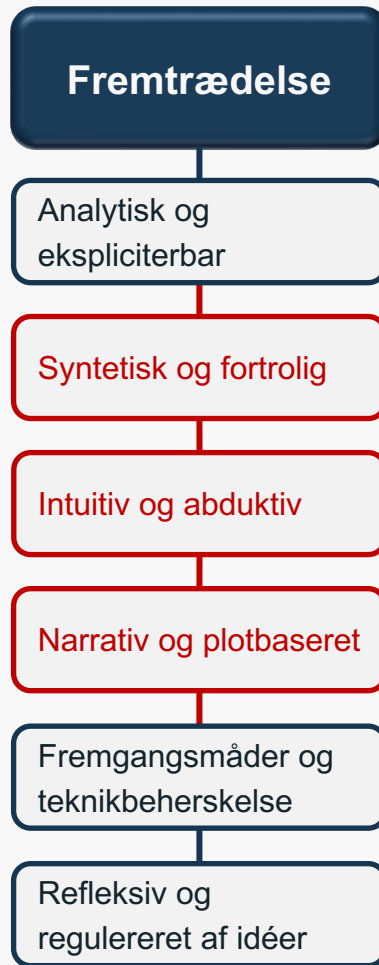 Fremtrædelse
Analytisk og
ekspliciterbar
Syntetisk og fortrolig
Intuitiv og abduktiv
Narrativ og plotbaseret
Fremgangsmåder og
teknikbeherskelse
Refleksiv og
regulereret af idéer